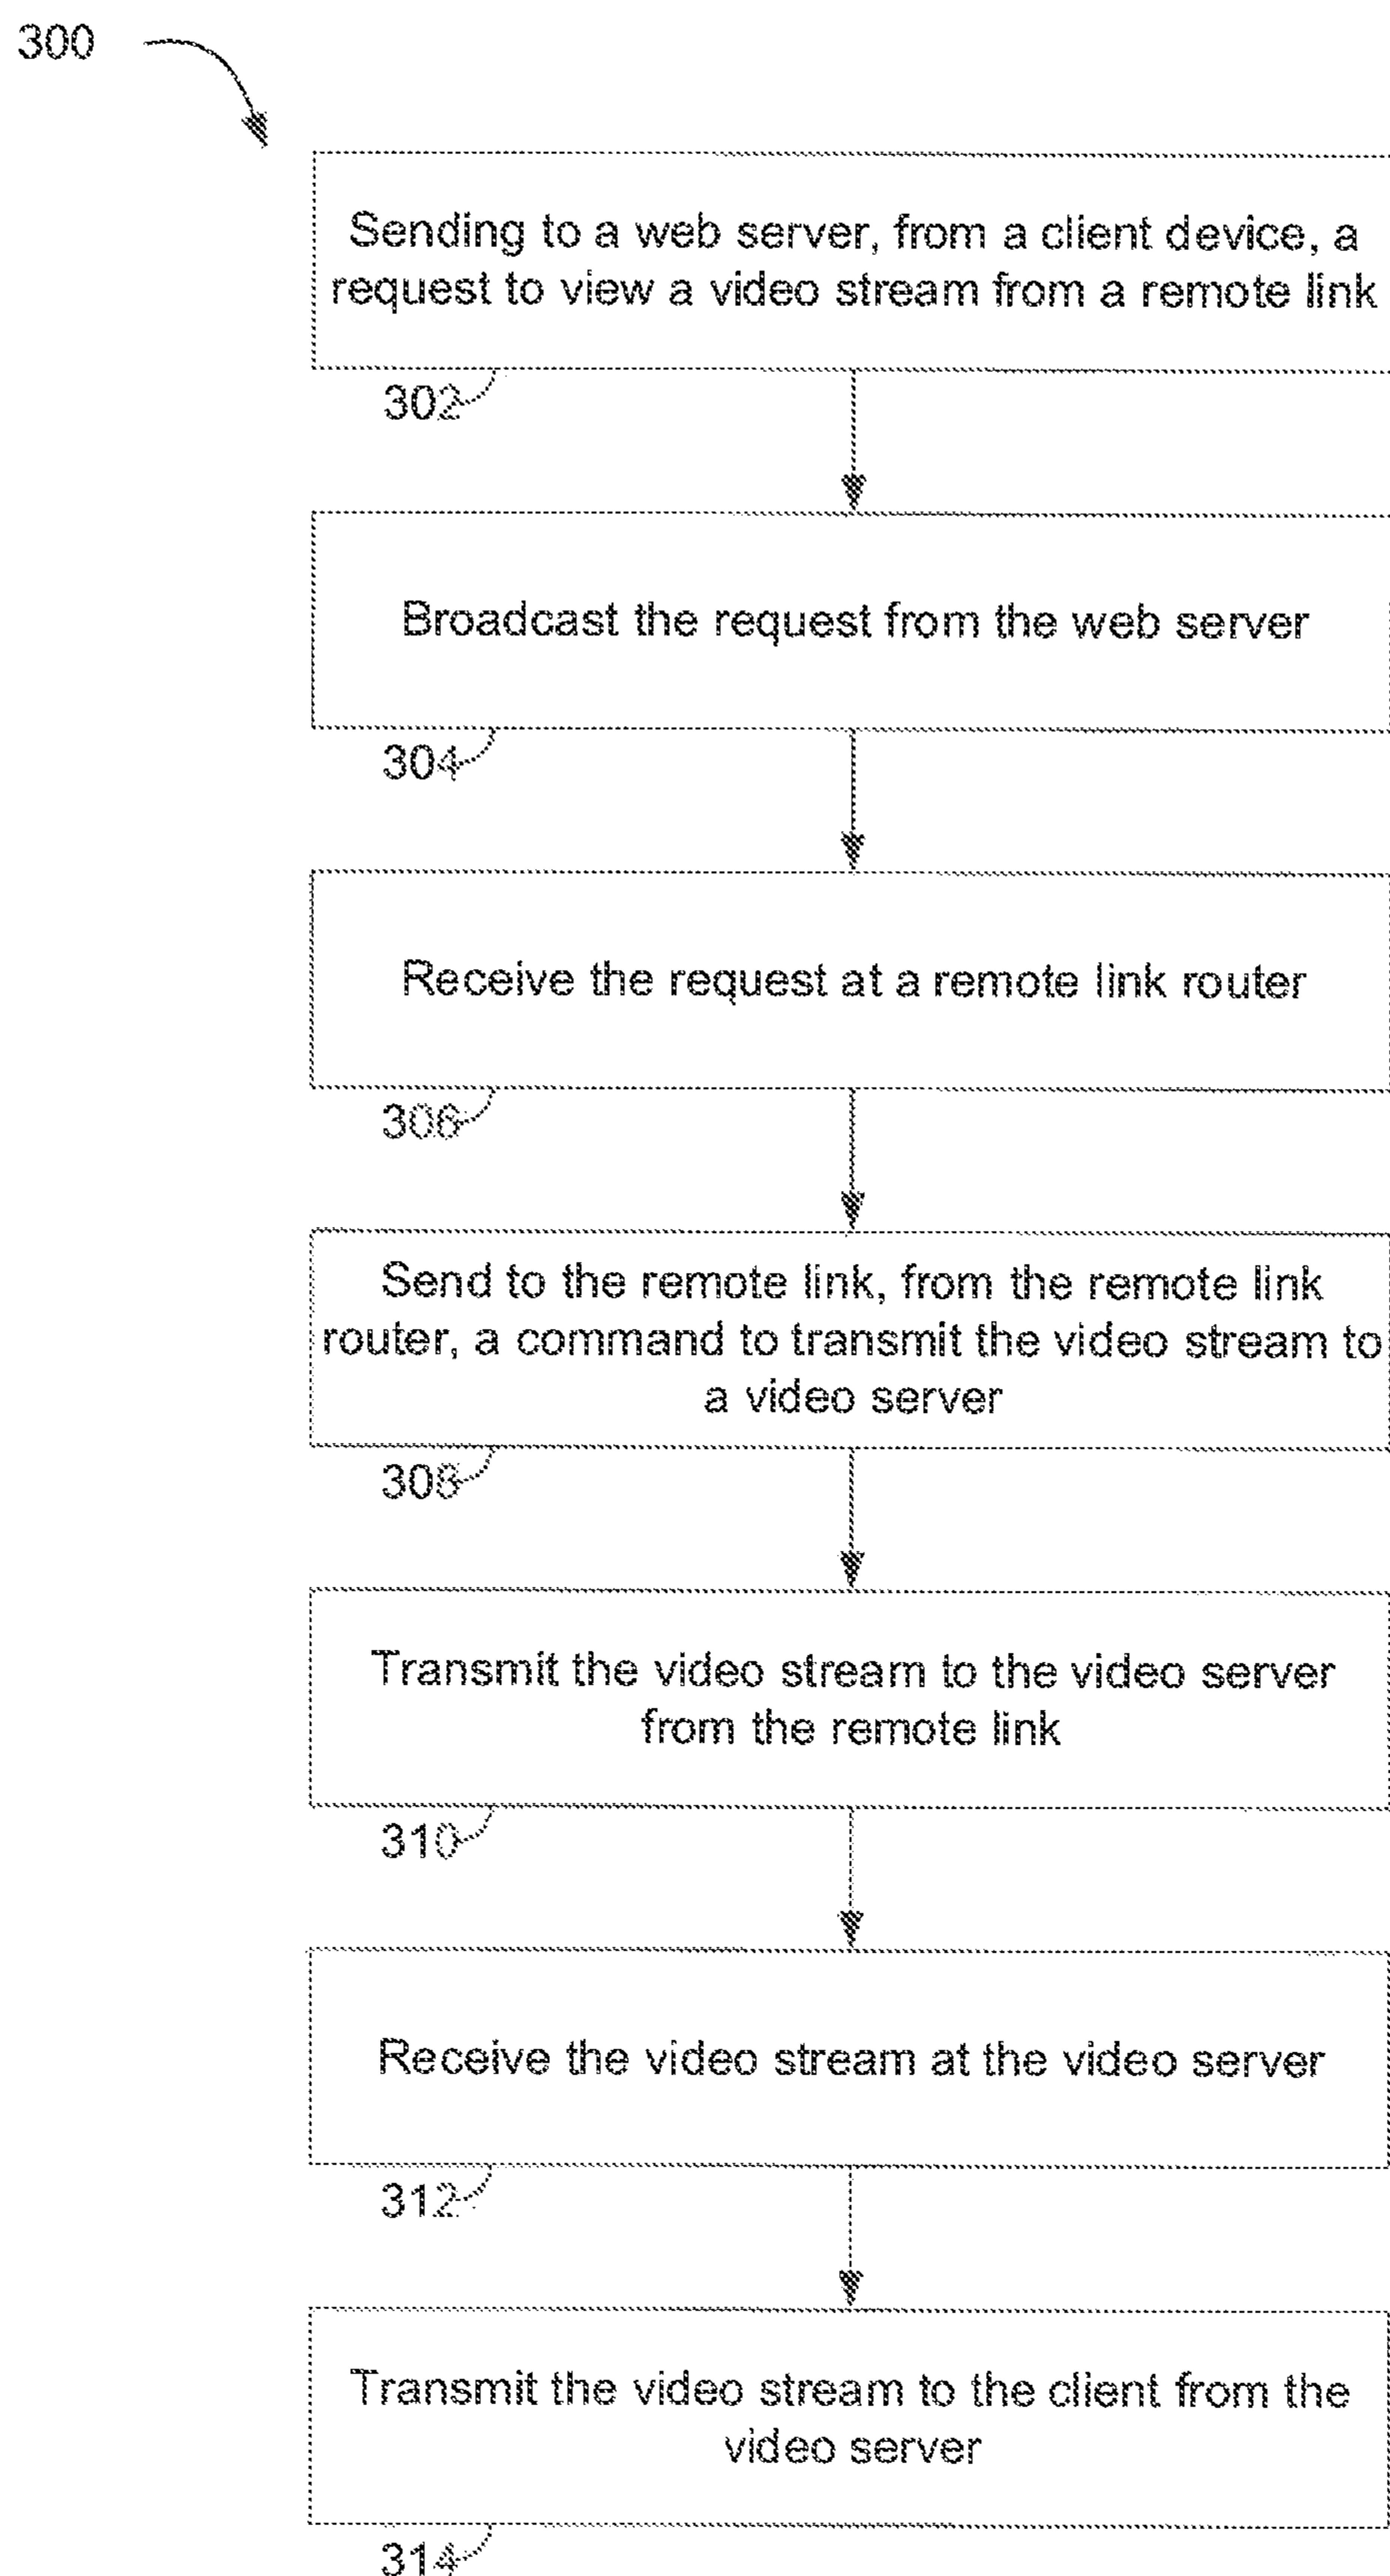 300
Sending to a web server, from a client device, a
request to view a video stream from a remote link
302
Broadcast the request from the web server
304
Receive the request at a remote link router
306
Send to the remote link, from the remote link
router, a command to transmit the video stream to
a video server
308
Transmit the video stream to the video server
from the remote link
310
Receive the video stream at the video server
312
Transmit the video stream to the client from the
video server
314